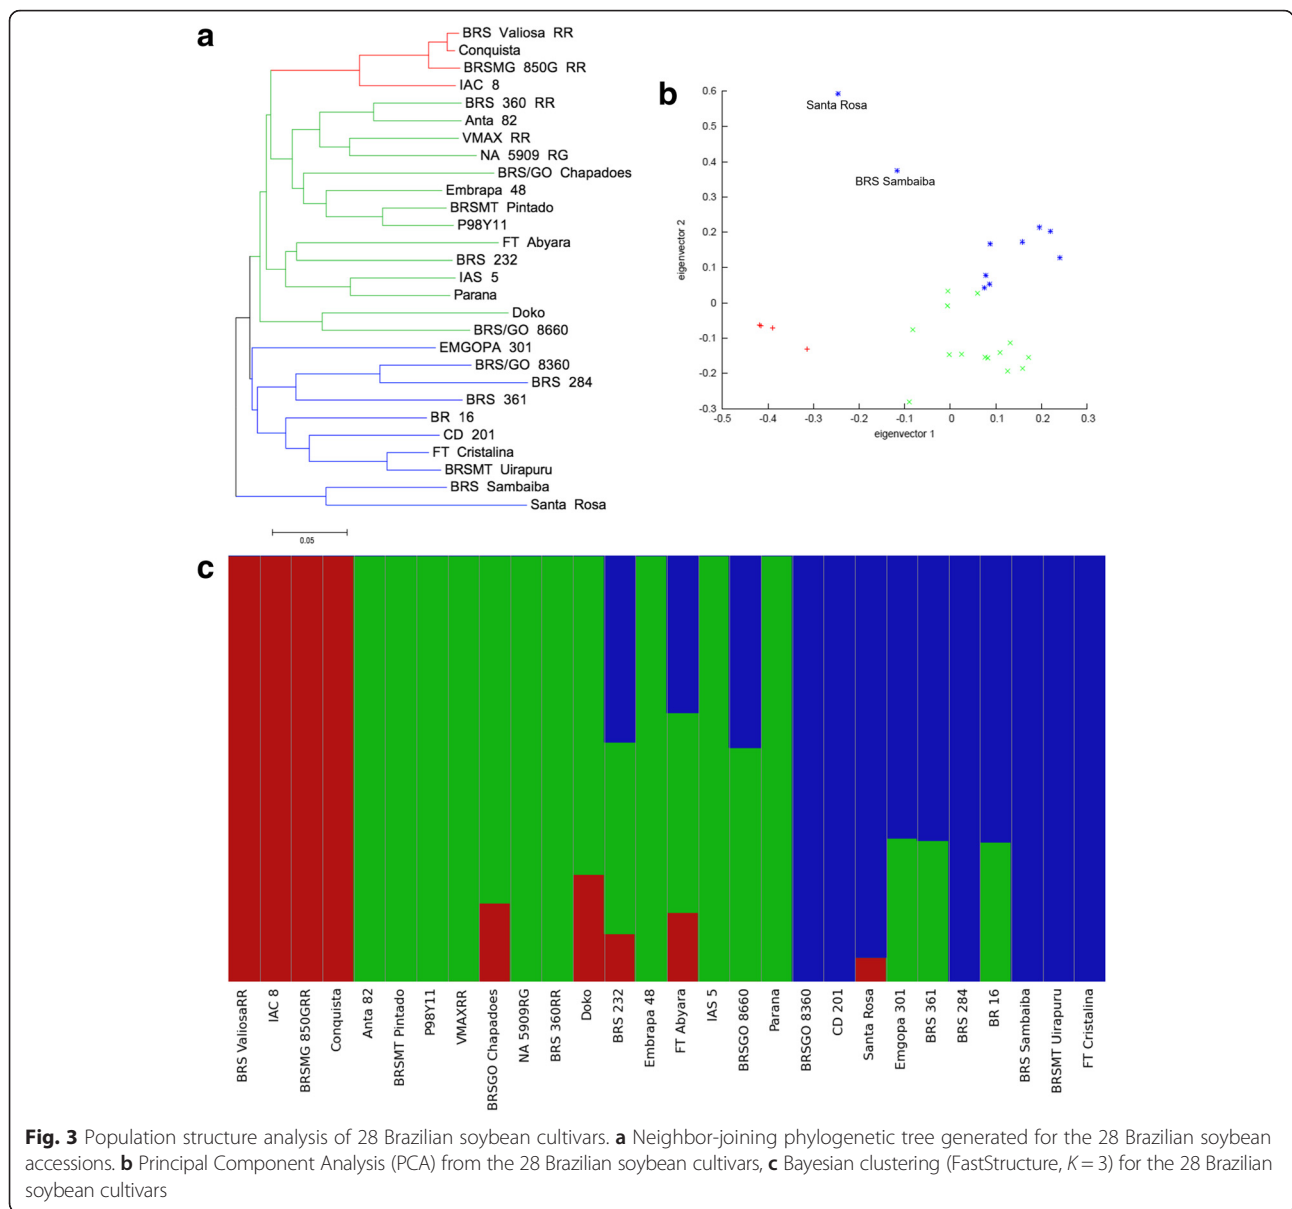 a
BRS Valiosa RR
Conquista
BRSMG 850G RR
IAC 8
BRS 360 RR
Anta 82
VMAX RR
NA 5909 RG
BRS/GO Chapadoes
Embrapa 48
BRSMT Pintado
P98Y11
FT Abyara
BRS 232
IAS 5
Parana
Doko
BRS/GO 8660
EMGOPA 301
BRS/GO 8360
BRS 284
BRS 361
BR 16
CD 201
FT Cristalina
BRSMT Uirapuru
BRS Sambaiba
Santa Rosa
0.05
b
0.6
0.5
0.4
0.3
0.2
0.1
0
-0.1
-0.2
-0.3
eigenvector 2
Santa Rosa
BRS Sambaiba
-0.5 -0.4 -0.3 -0.2 -0.1 0 0.1 0.2 0.3
eigenvector 1
c
BRS ValiosaRR
IAC 8
BRSMG 850GRR
Conquista
Anta 82
BRSMT Pintado
P98Y11
VMAXRR
BRSGO Chapadoes
NA 5909RG
BRS 360RR
Doko
BRS 232
Embrapa 48
FT Abyara
IAS 5
BRSGO 8660
Parana
BRSGO 8360
CD 201
Santa Rosa
Emgopa 301
BRS 361
BRS 284
BR 16
BRS Sambaiba
BRSMT Uirapuru
FT Cristalina
Fig. 3 Population structure analysis of 28 Brazilian soybean cultivars. a Neighbor-joining phylogenetic tree generated for the 28 Brazilian soybean
accessions. b Principal Component Analysis (PCA) from the 28 Brazilian soybean cultivars, c Bayesian clustering (FastStructure, K = 3) for the 28 Brazilian
soybean cultivars